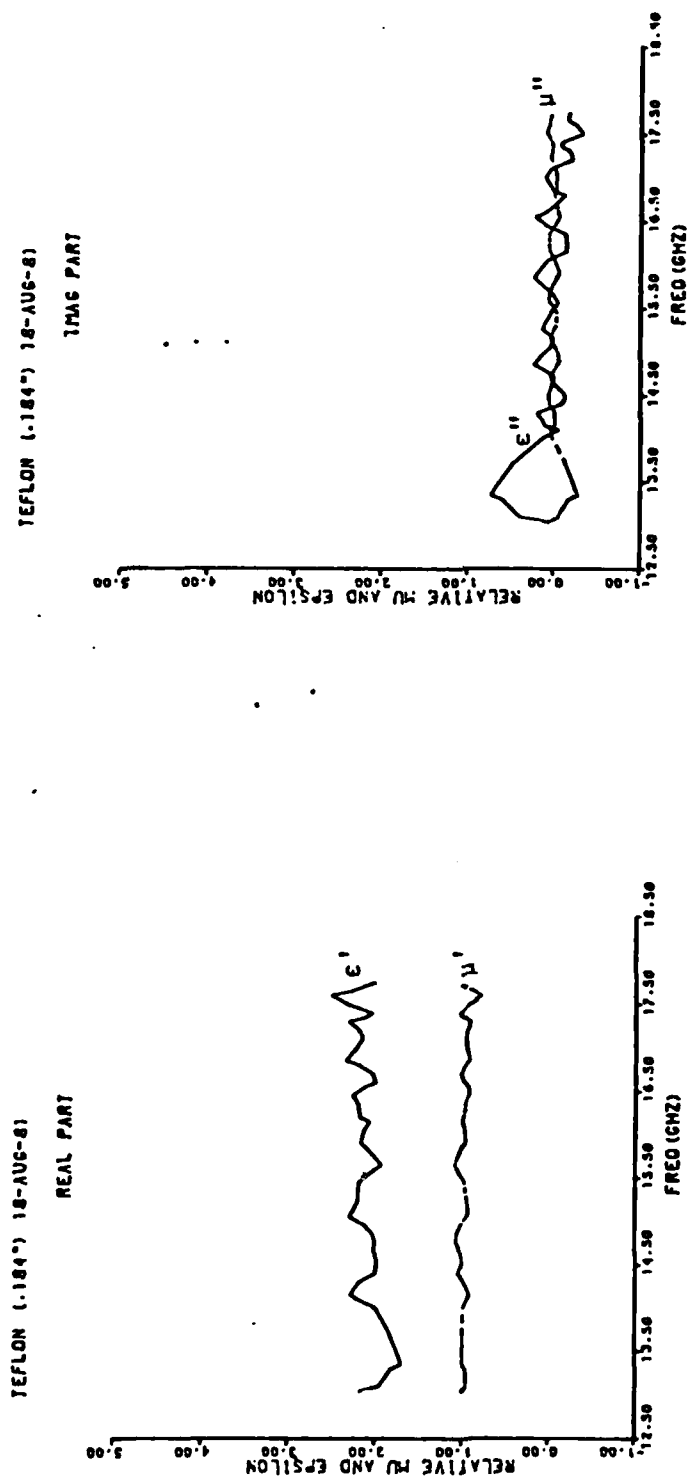 TEFLON (.184") 18-AUG-81
REAL PART
RELATIVE MU AND EPSILON
5.00
4.00
3.00
2.00
1.00
0.00
-1.00
12.50
13.50
14.50
15.50
16.50
17.50
18.50
FREQ (GHZ)
ε'
μ'
TEFLON (.184") 18-AUG-81
IMAG PART
RELATIVE MU AND EPSILON
5.00
4.00
3.00
2.00
1.00
0.00
-1.00
12.50
13.50
14.50
15.50
16.50
17.50
18.50
FREQ (GHZ)
ε''
μ''